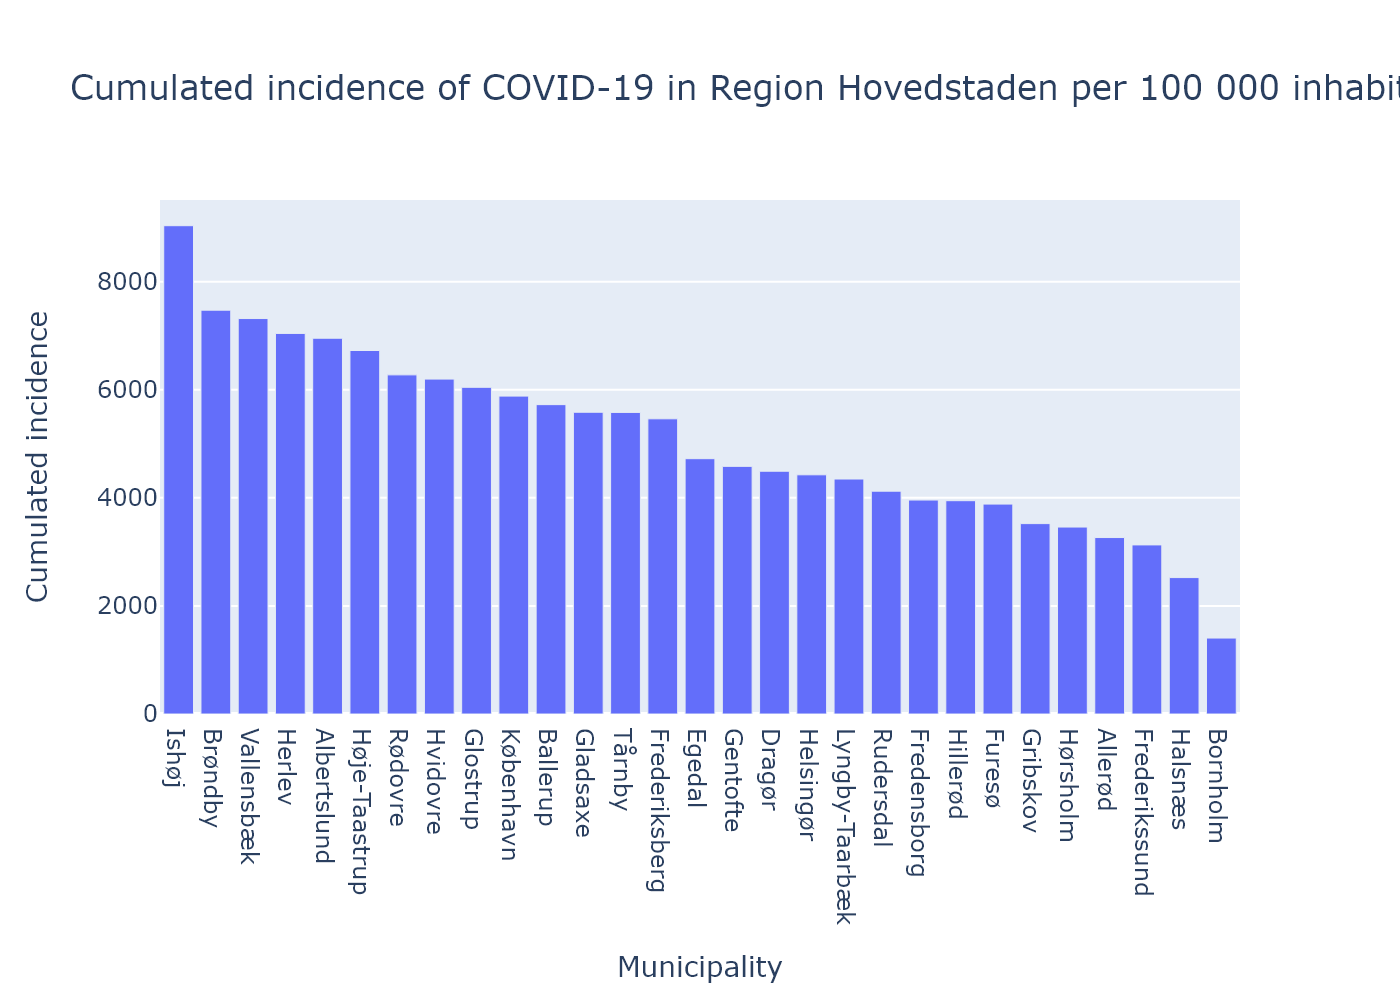 Cumulated incidence of COVID-19 in Region Hovedstaden per 100 000 inhabit
Cumulated incidence
8000
6000
4000
2000
0
Ishøj
Brøndby
Vallensbæk
Herlev
Albertslund
Høje-Taastrup
Rødovre
Hvidovre
Glostrup
København
Ballerup
Gladsaxe
Tårnby
Frederiksberg
Egedal
Gentofte
Dragør
Helsingør
Lyngby-Taarbæk
Rudersdal
Fredensborg
Hillerød
Furesø
Gribskov
Hørsholm
Allerød
Frederikssund
Halsnæs
Bornholm
Municipality